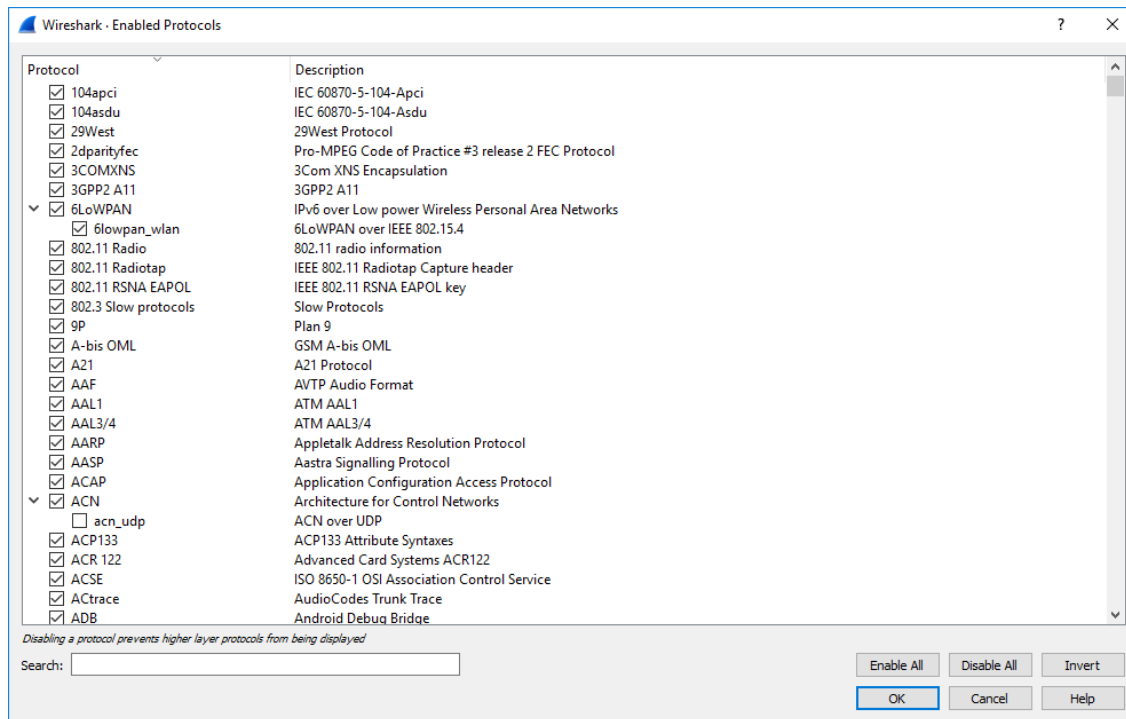 Wireshark · Enabled Protocols ?
Protocol Description
104apci IEC 60870-5-104-Apci
104asdu IEC 60870-5-104-Asdu
29West 29West Protocol
2dparityfec Pro-MPEG Code of Practice #3 release 2 FEC Protocol
3COMXNS 3Com XNS Encapsulation
3GPP2 A11 3GPP2 A11
6LoWPAN IPv6 over Low power Wireless Personal Area Networks
6lowpan_wlan 6LoWPAN over IEEE 802.15.4
802.11 Radio 802.11 radio information
802.11 Radiotap IEEE 802.11 Radiotap Capture header
802.11 RSNA EAPOL IEEE 802.11 RSNA EAPOL key
802.3 Slow protocols Slow Protocols
9P Plan 9
A-bis OML GSM A-bis OML
A21 A21 Protocol
AAF AVTP Audio Format
AAL1 ATM AAL1
AAL3/4 ATM AAL3/4
AARP Appletalk Address Resolution Protocol
AASP Aastra Signalling Protocol
ACAP Application Configuration Access Protocol
ACN Architecture for Control Networks
acn_udp ACN over UDP
ACP133 ACP133 Attribute Syntaxes
ACR 122 Advanced Card Systems ACR122
ACSE ISO 8650-1 OSI Association Control Service
ACtrace AudioCodes Trunk Trace
ADB Android Debug Bridge
Disabling a protocol prevents higher layer protocols from being displayed
Search: Enable All Disable All Invert
OK Cancel Help